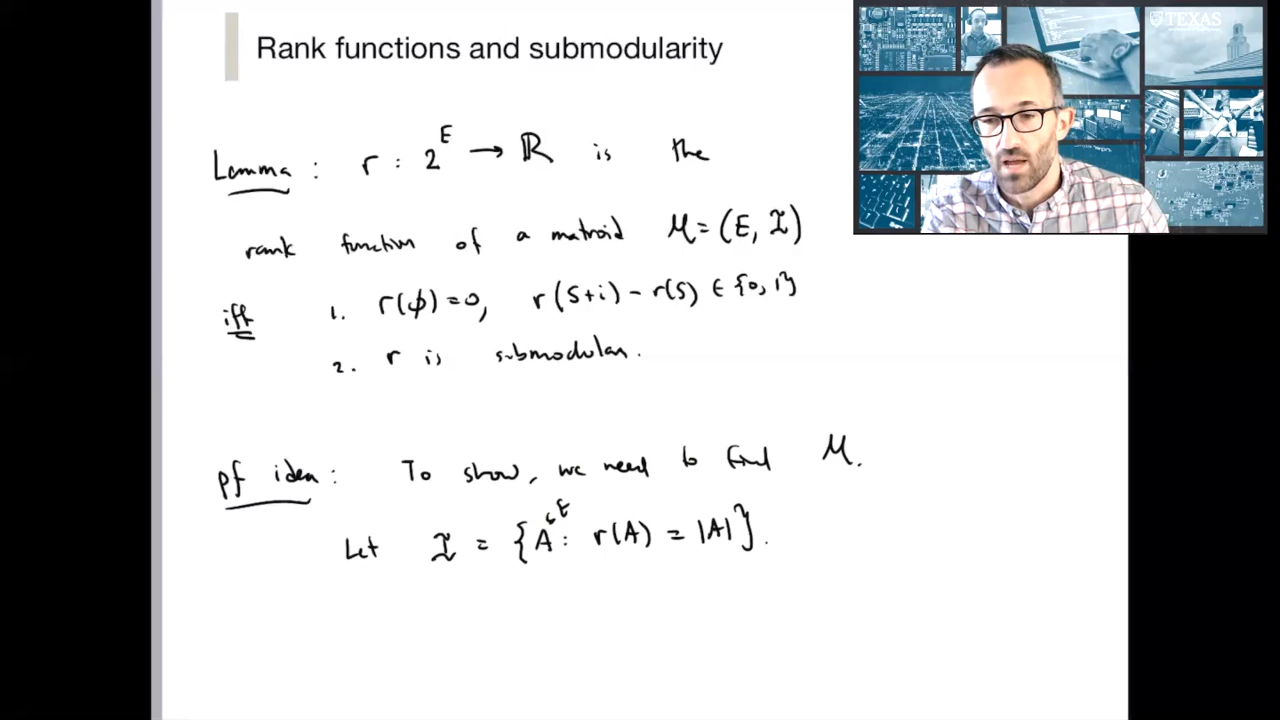 Rank functions and submodularity
TEXAS
Lemma : r : 2^E → ℝ is the
rank function of a matroid M = (E, I)
iff 1. r(ϕ) = 0, r(S+i) - r(S) ∈ {0, 1}
2. r is submodular.
pf idea : To show, we need to find M.
Let I = {A ⊆ E : r(A) = |A|}.